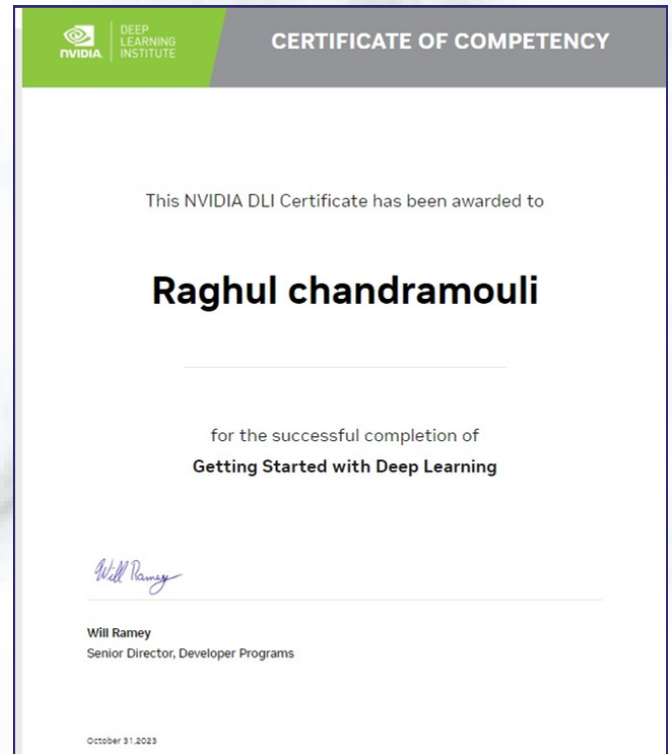 NVIDIA
DEEP
LEARNING
INSTITUTE
CERTIFICATE OF COMPETENCY
This NVIDIA DLI Certificate has been awarded to
Raghul chandramouli
for the successful completion of
Getting Started with Deep Learning
Will Ramey
Will Ramey
Senior Director, Developer Programs
October 31,2023